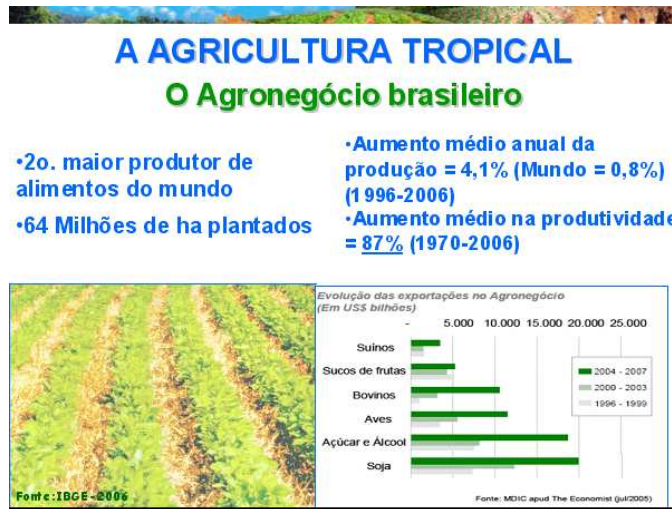 A AGRICULTURA TROPICAL
O Agronegócio brasileiro
•2o. maior produtor de
alimentos do mundo
•64 Milhões de ha plantados
•Aumento médio anual da
produção = 4,1% (Mundo = 0,8%)
(1996-2006)
•Aumento médio na produtividade
= 87% (1970-2006)
Fonte:IBGE-2006
Evolução das exportações no Agronegócio
(Em US$ bilhões)
- 5.000 10.000 15.000 20.000 25.000
Suínos
Sucos de frutas
Bovinos
Aves
Açúcar e Álcool
Soja
2004 - 2007
2000 - 2003
1996 - 1999
Fonte: MDIC apud The Economist (jul/2005)